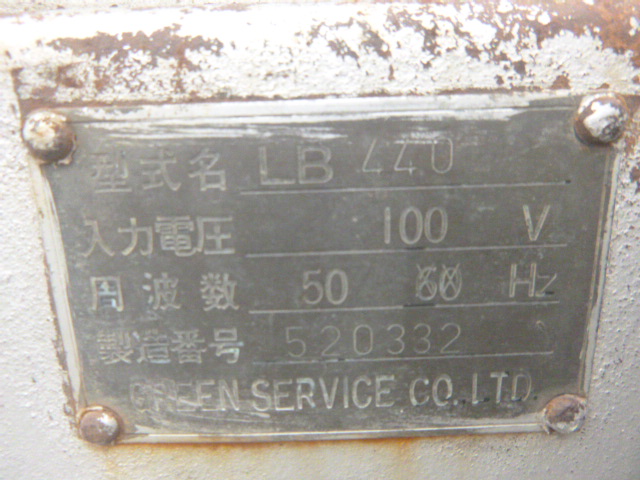 型式名 LB 440
入力電圧 100 V
周波数 50 60 Hz
製造番号 520332
GREEN SERVICE CO.,LTD.